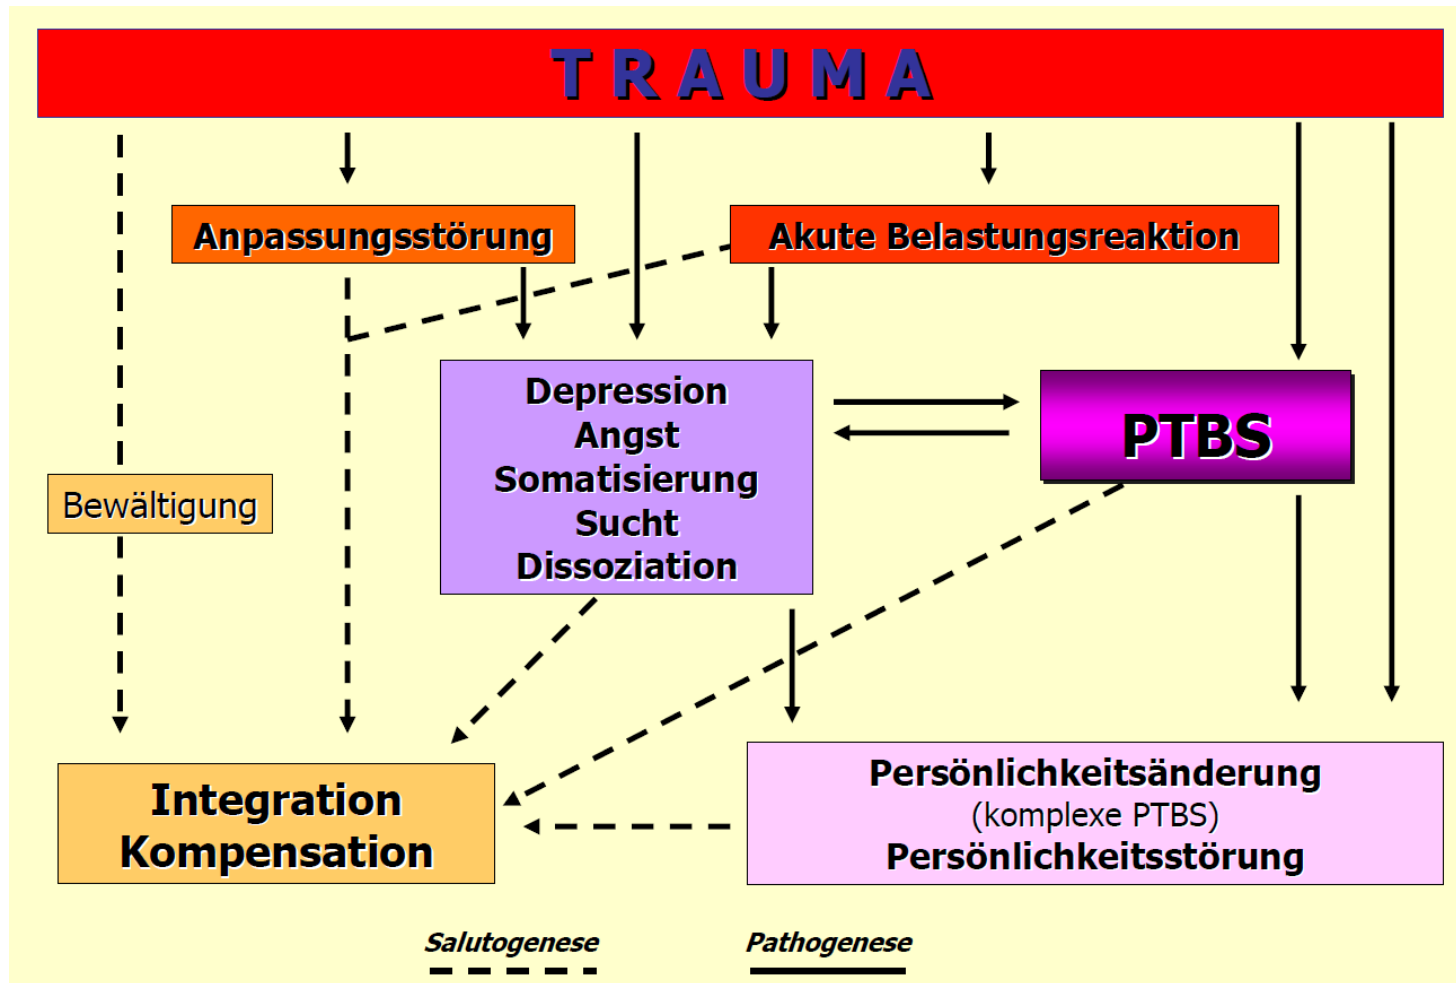 T R A U M A
Anpassungsstörung
Akute Belastungsreaktion
Depression
Angst
Somatisierung
Sucht
Dissoziation
PTBS
Bewältigung
Integration
Kompensation
Persönlichkeitsänderung
(komplexe PTBS)
Persönlichkeitsstörung
Salutogenese
Pathogenese